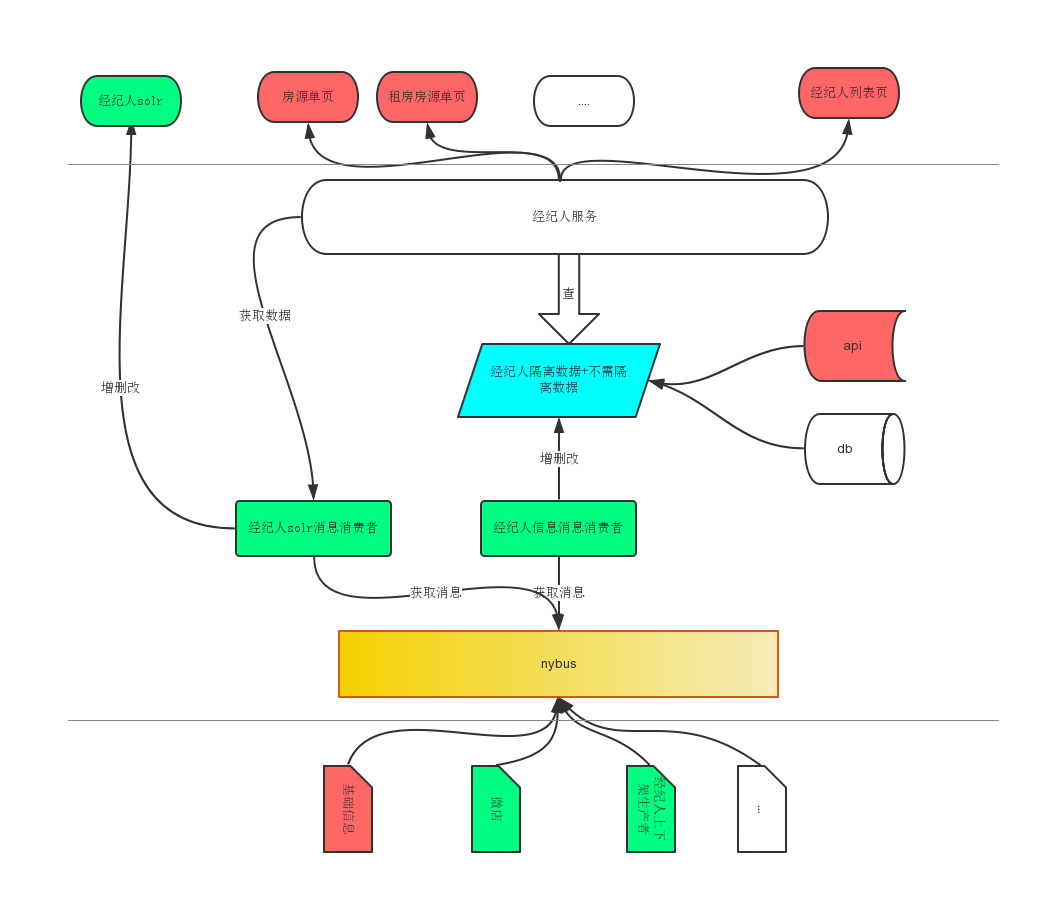 经纪人solr
房源单页
租房房源单页
....
经纪人列表页
经纪人服务
查
获取数据
api
经纪人隔离数据+不需隔
离数据
增删改
db
增删改
经纪人solr消息消费者
经纪人信息消息消费者
获取消息
获取消息
nybus
基础信息
微店
经纪人上下
架生产者
...